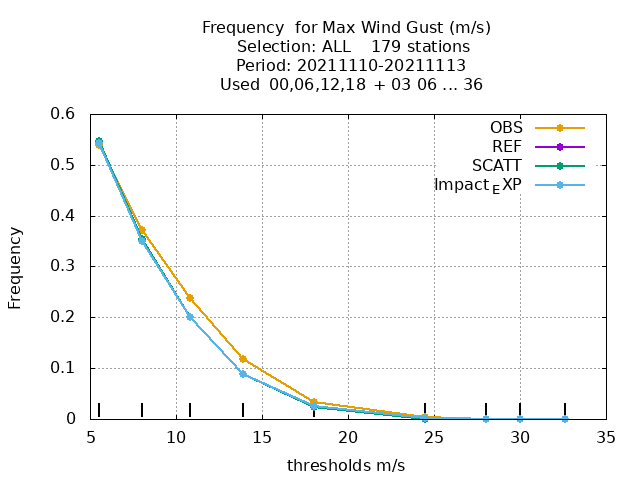 Frequency  for Max Wind Gust (m/s)
Selection: ALL    179 stations
Period: 20211110-20211113
Used  00,06,12,18  + 03 06 ... 36
OBS
REF
SCATT
Impact_EXP
Frequency
0.6
0.5
0.4
0.3
0.2
0.1
0
5 10 15 20 25 30 35
thresholds m/s